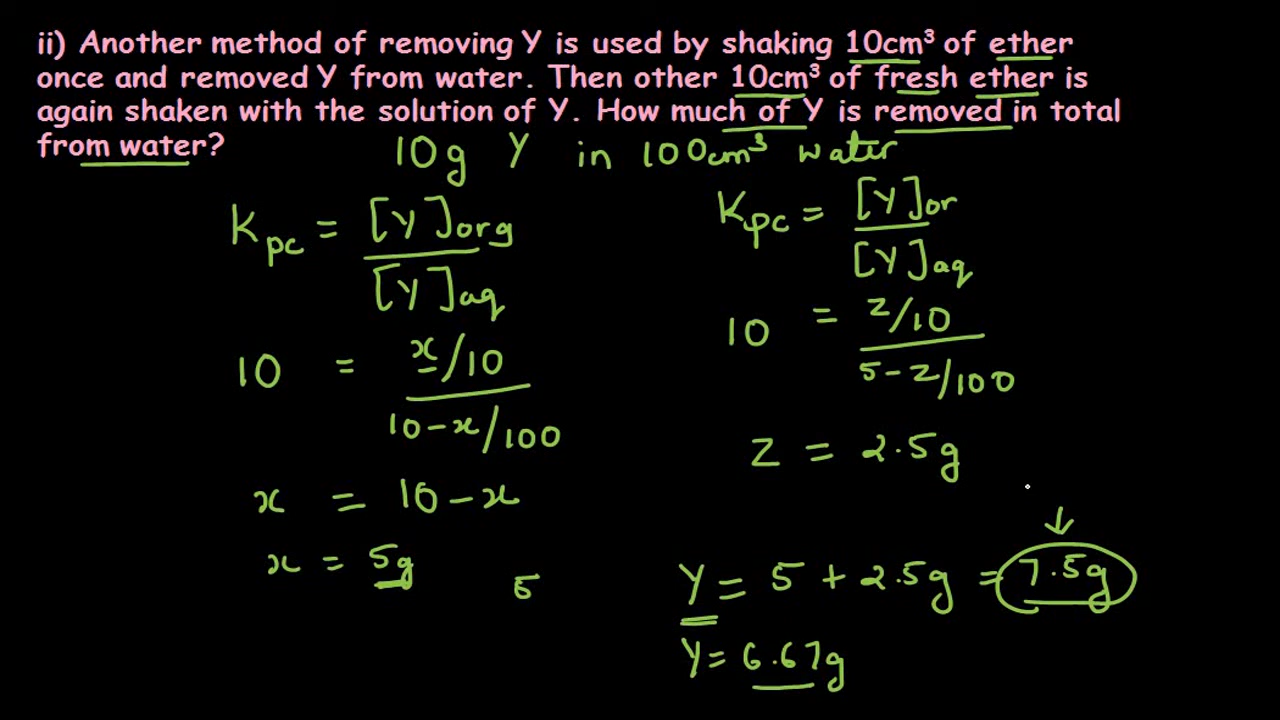 ii) Another method of removing Y is used by shaking 10cm³ of ether
once and removed Y from water. Then other 10cm³ of fresh ether is
again shaken with the solution of Y. How much of Y is removed in total
from water?
10g Y in 100cm³ water
Kpc = [Y]org
[Y]aq
10 = x/10
10-x/100
x = 10-x
x = 5g
5
Kpc = [Y]or
[Y]aq
10 = z/10
5-z/100
z = 2.5g
Y = 5 + 2.5g = 7.5g
Y = 6.67g